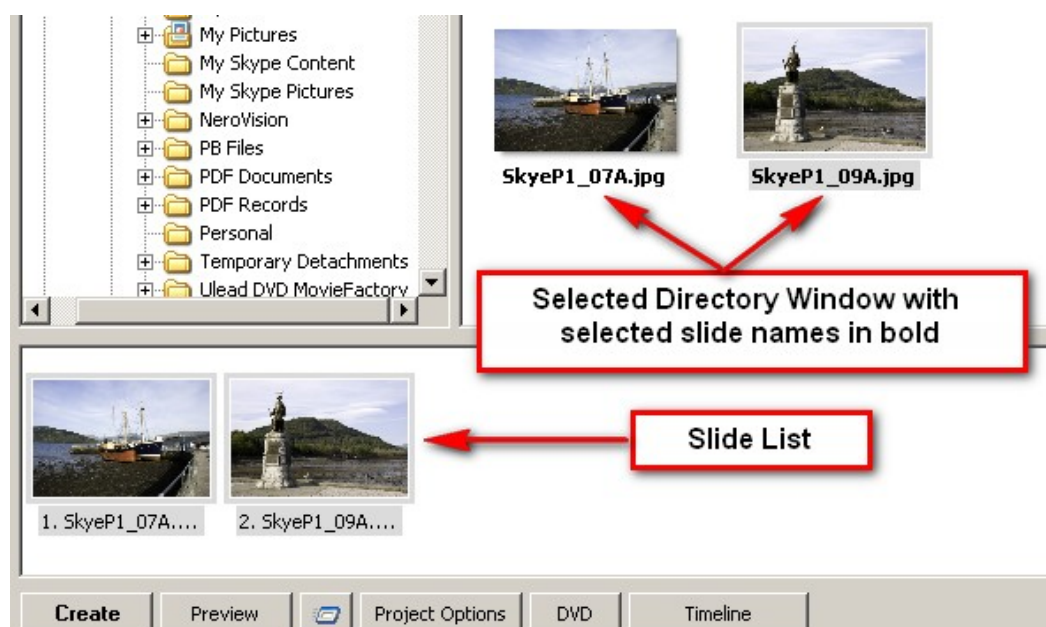 My Pictures
My Skype Content
My Skype Pictures
NeroVision
PB Files
PDF Documents
PDF Records
Personal
Temporary Detachments
Ulead DVD MovieFactory
SkyeP1_07A.jpg
SkyeP1_09A.jpg
Selected Directory Window with
selected slide names in bold
Slide List
1. SkyeP1_07A....
2. SkyeP1_09A....
Create
Preview
Project Options
DVD
Timeline